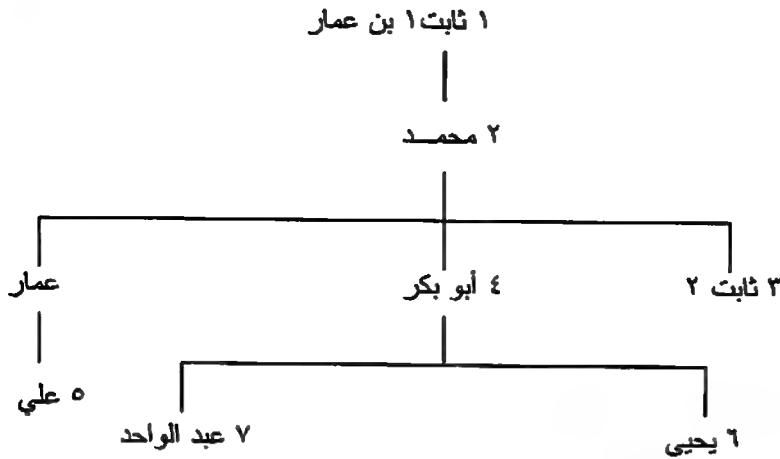 ١ ثابت١ بن عمار
٢ محمـــد
٣ ثابت ٢
٤ أبو بكر
عمار
٥ علي
٦ يحيى
٧ عبد الواحد